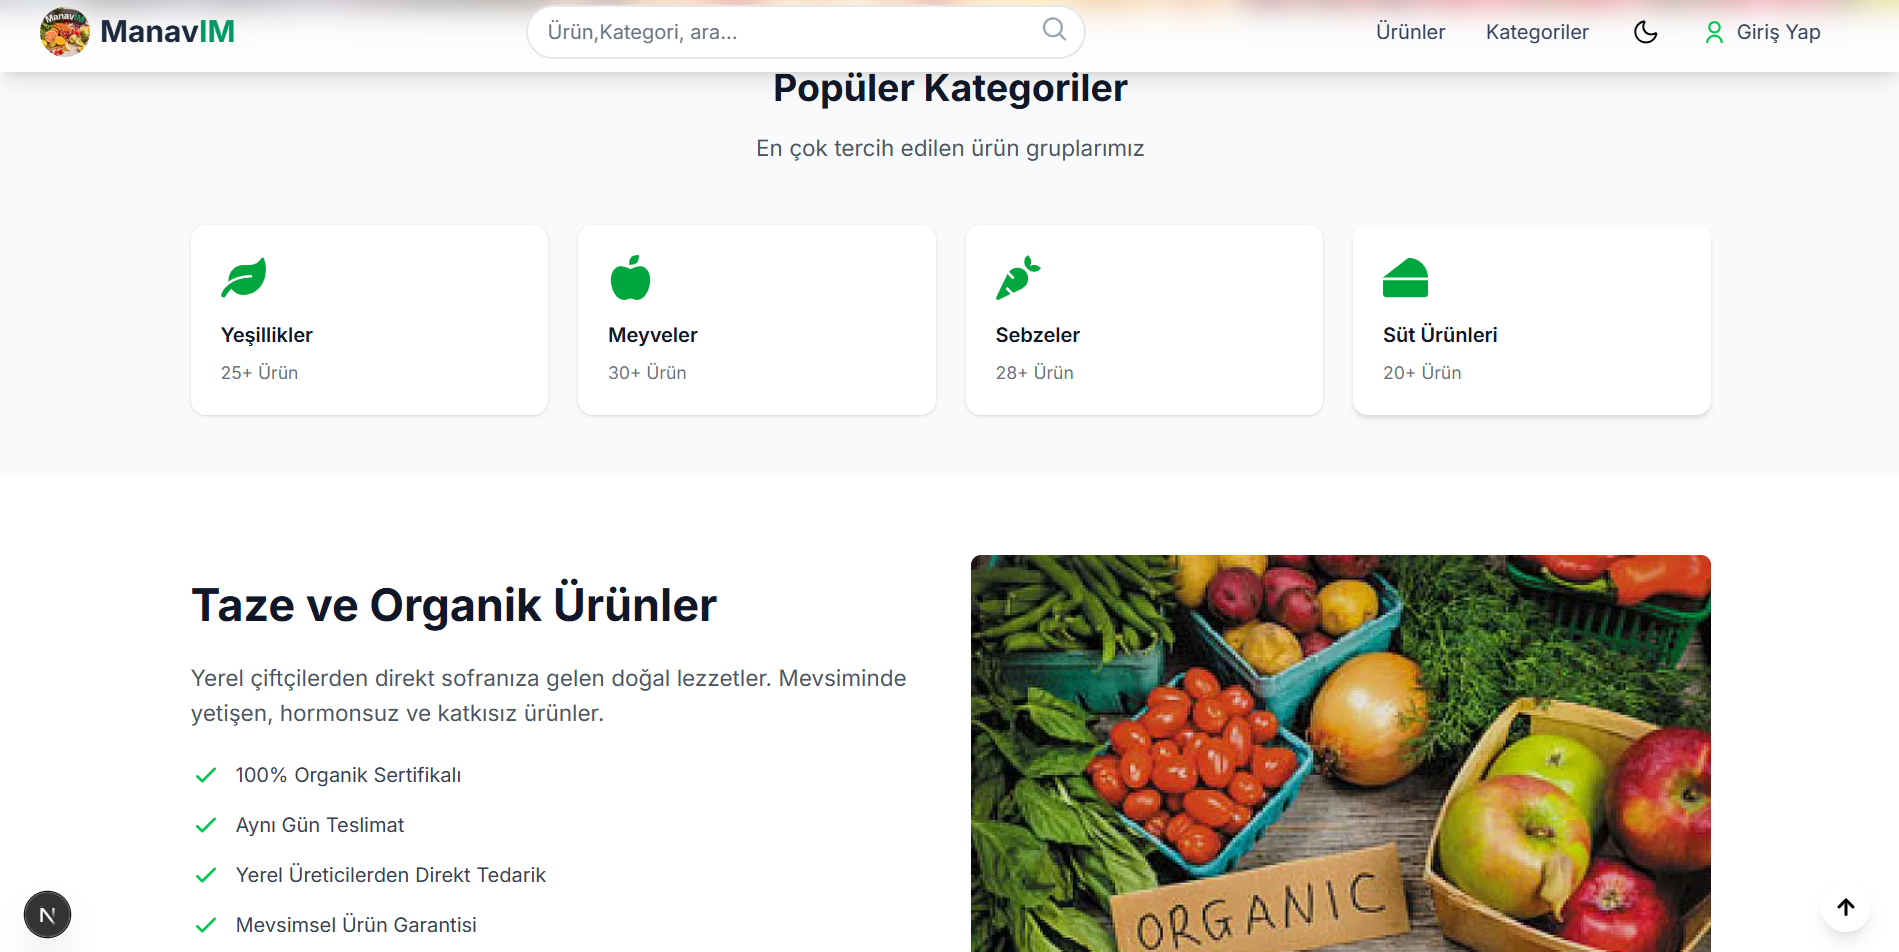 ManavIM
ManavIM
Ürün,Kategori, ara...
Ürünler
Kategoriler
Giriş Yap
Popüler Kategoriler
En çok tercih edilen ürün gruplarımız
Yeşillikler
25+ Ürün
Meyveler
30+ Ürün
Sebzeler
28+ Ürün
Süt Ürünleri
20+ Ürün
Taze ve Organik Ürünler
Yerel çiftçilerden direkt sofranıza gelen doğal lezzetler. Mevsiminde
yetişen, hormonsuz ve katkısız ürünler.
100% Organik Sertifikalı
Aynı Gün Teslimat
Yerel Üreticilerden Direkt Tedarik
Mevsimsel Ürün Garantisi
ORGANIC
N